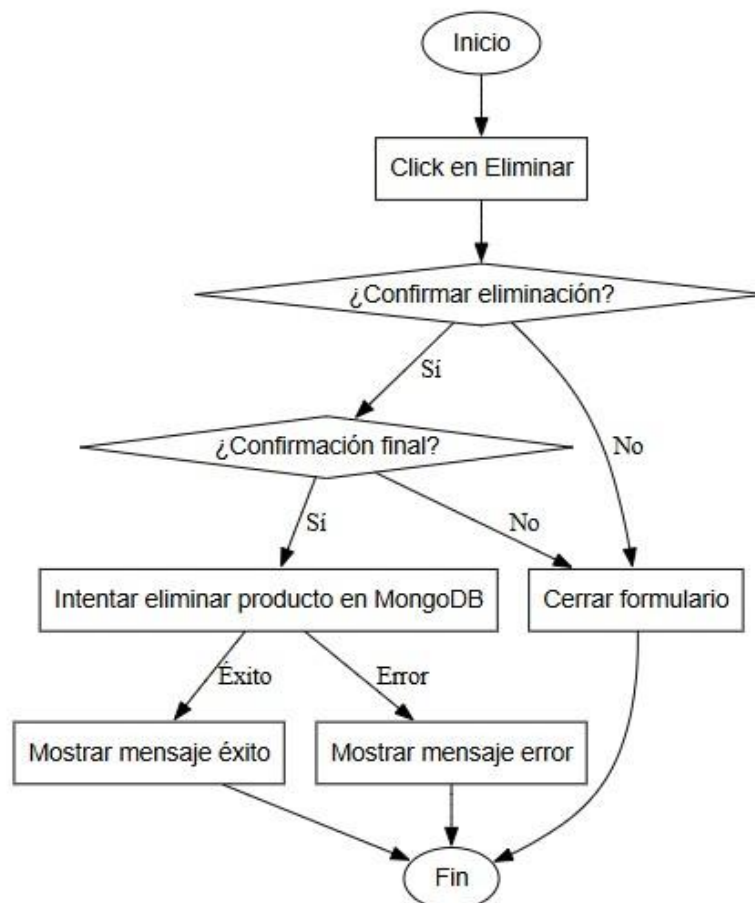 Inicio
Click en Eliminar
¿Confirmar eliminación?
Sí
¿Confirmación final?
No
Sí
No
Intentar eliminar producto en MongoDB
Cerrar formulario
Éxito
Error
Mostrar mensaje éxito
Mostrar mensaje error
Fin